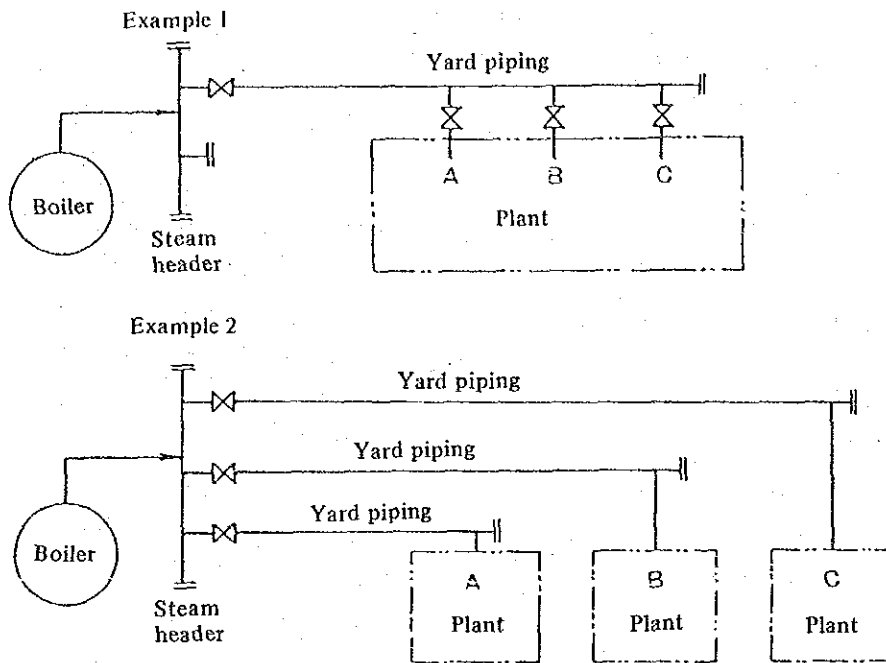 Example 1
Yard piping
A B C
Boiler
Plant
Steam
header
Example 2
Yard piping
Yard piping
Yard piping
Boiler
A B C
Plant Plant Plant
Steam
header